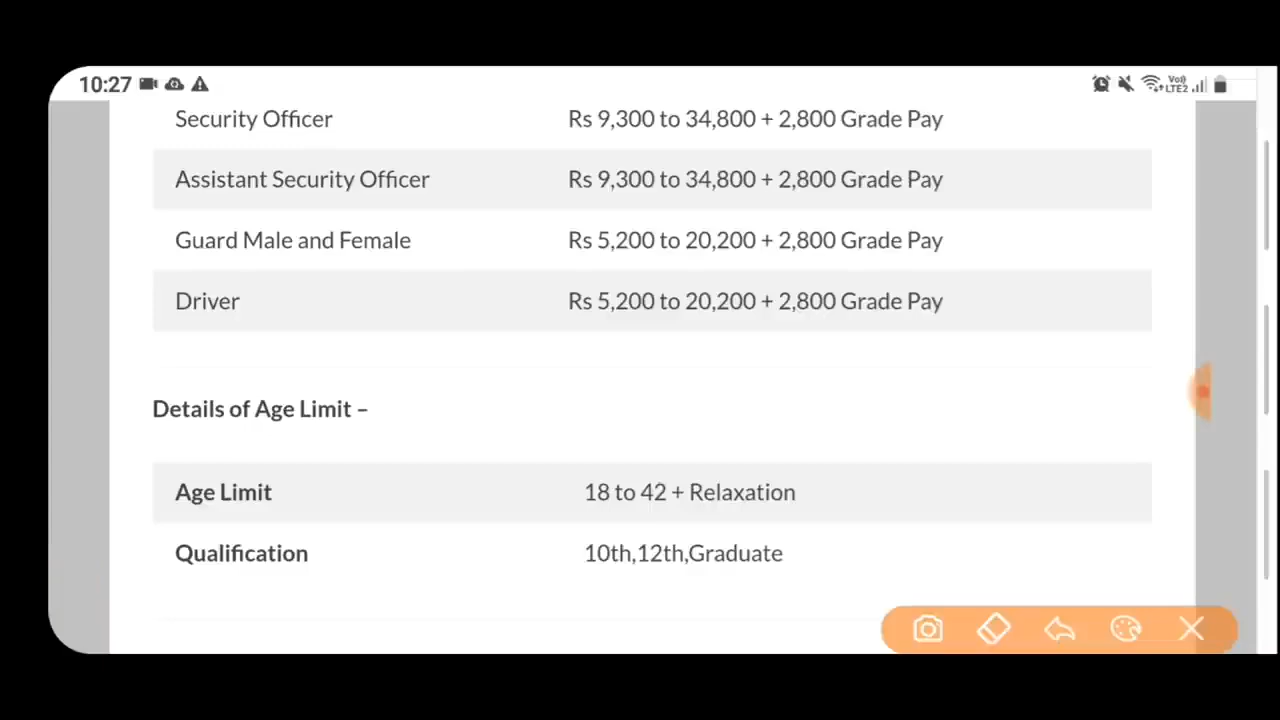 10:27
Vo))
LTE2
Security Officer Rs 9,300 to 34,800 + 2,800 Grade Pay
Assistant Security Officer Rs 9,300 to 34,800 + 2,800 Grade Pay
Guard Male and Female Rs 5,200 to 20,200 + 2,800 Grade Pay
Driver Rs 5,200 to 20,200 + 2,800 Grade Pay
Details of Age Limit –
Age Limit 18 to 42 + Relaxation
Qualification 10th,12th,Graduate